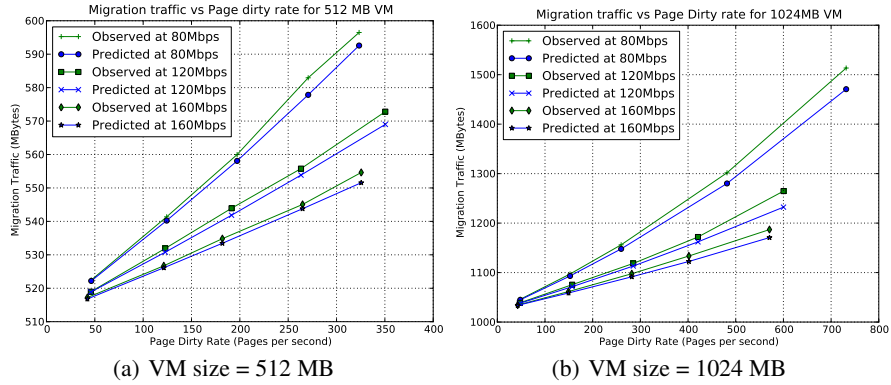 Migration traffic vs Page dirty rate for 512 MB VM
600
590
580
570
560
550
540
530
520
510
Migration Traffic (MBytes)
Observed at 80Mbps
Predicted at 80Mbps
Observed at 120Mbps
Predicted at 120Mbps
Observed at 160Mbps
Predicted at 160Mbps
0 50 100 150 200 250 300 350 400
Page Dirty Rate (Pages per second)
(a) VM size = 512 MB
Migration traffic vs Page Dirty rate for 1024MB VM
1600
1500
1400
1300
1200
1100
1000
Migration Traffic (MBytes)
Observed at 80Mbps
Predicted at 80Mbps
Observed at 120Mbps
Predicted at 120Mbps
Observed at 160Mbps
Predicted at 160Mbps
0 100 200 300 400 500 600 700 800
Page Dirty Rate (Pages per second)
(b) VM size = 1024 MB